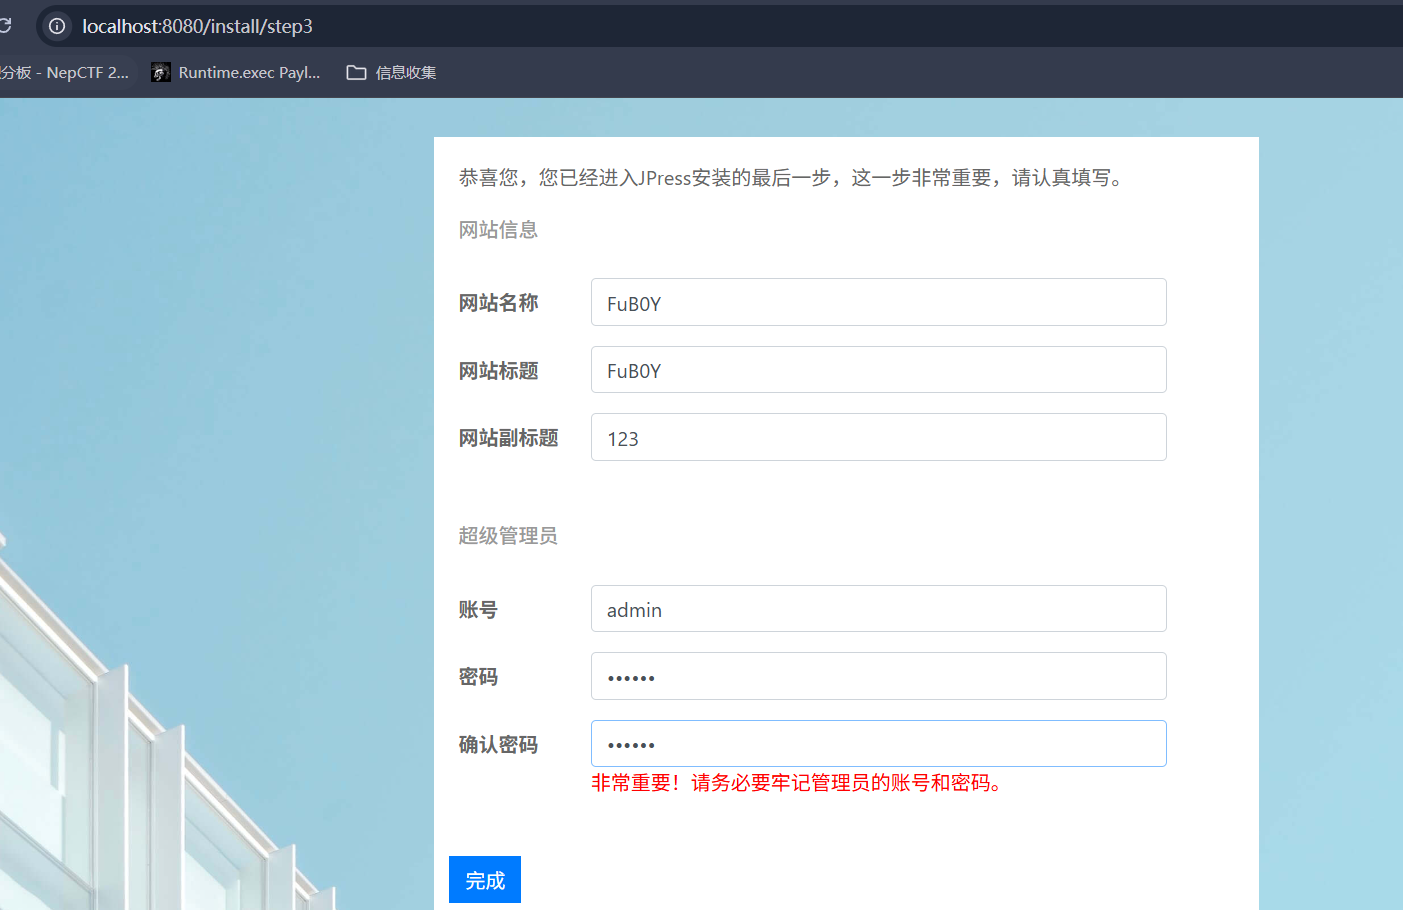 localhost:8080/install/step3
分板 - NepCTF 2... Runtime.exec Payl... 信息收集
恭喜您，您已经进入JPress安装的最后一步，这一步非常重要，请认真填写。
网站信息
网站名称 FuB0Y
网站标题 FuB0Y
网站副标题 123
超级管理员
账号 admin
密码 ••••••
确认密码 ••••••
非常重要！请务必要牢记管理员的账号和密码。
完成